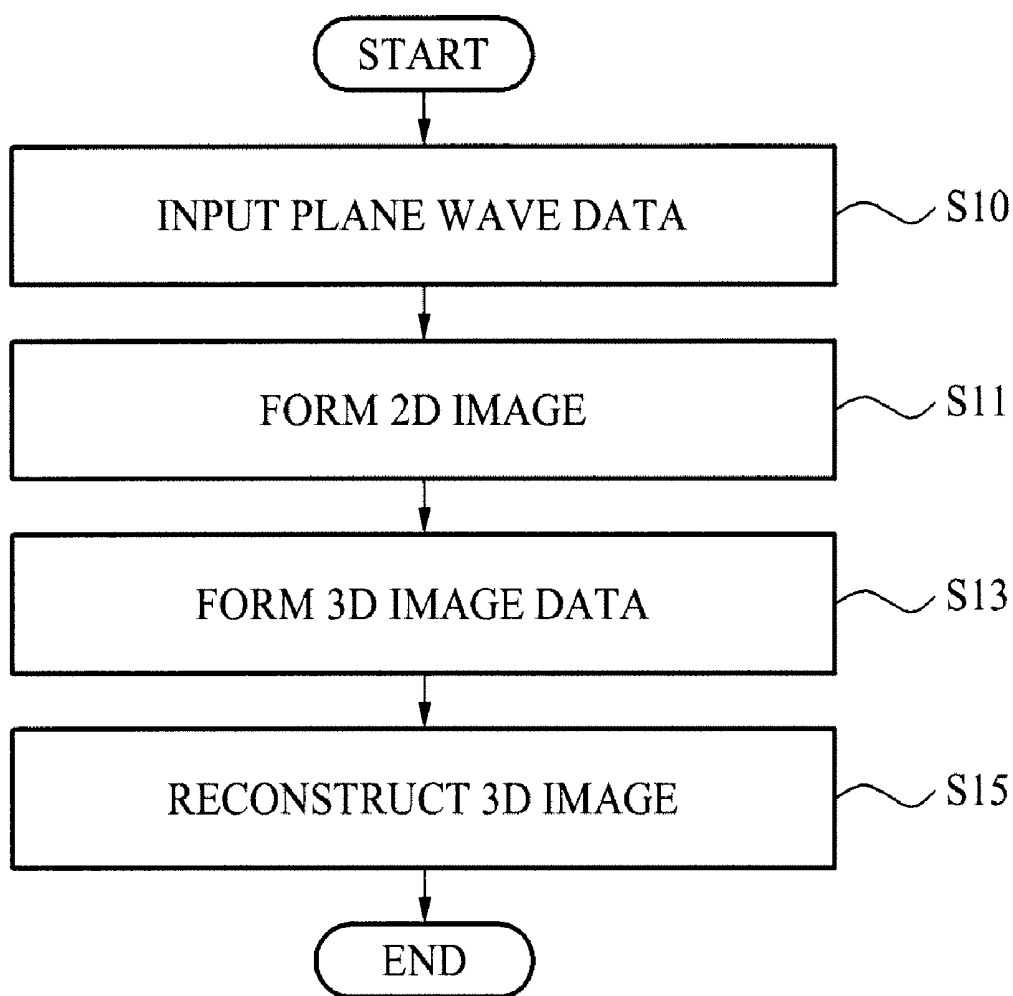 START
INPUT PLANE WAVE DATA
S10
FORM 2D IMAGE
S11
FORM 3D IMAGE DATA
S13
RECONSTRUCT 3D IMAGE
S15
END